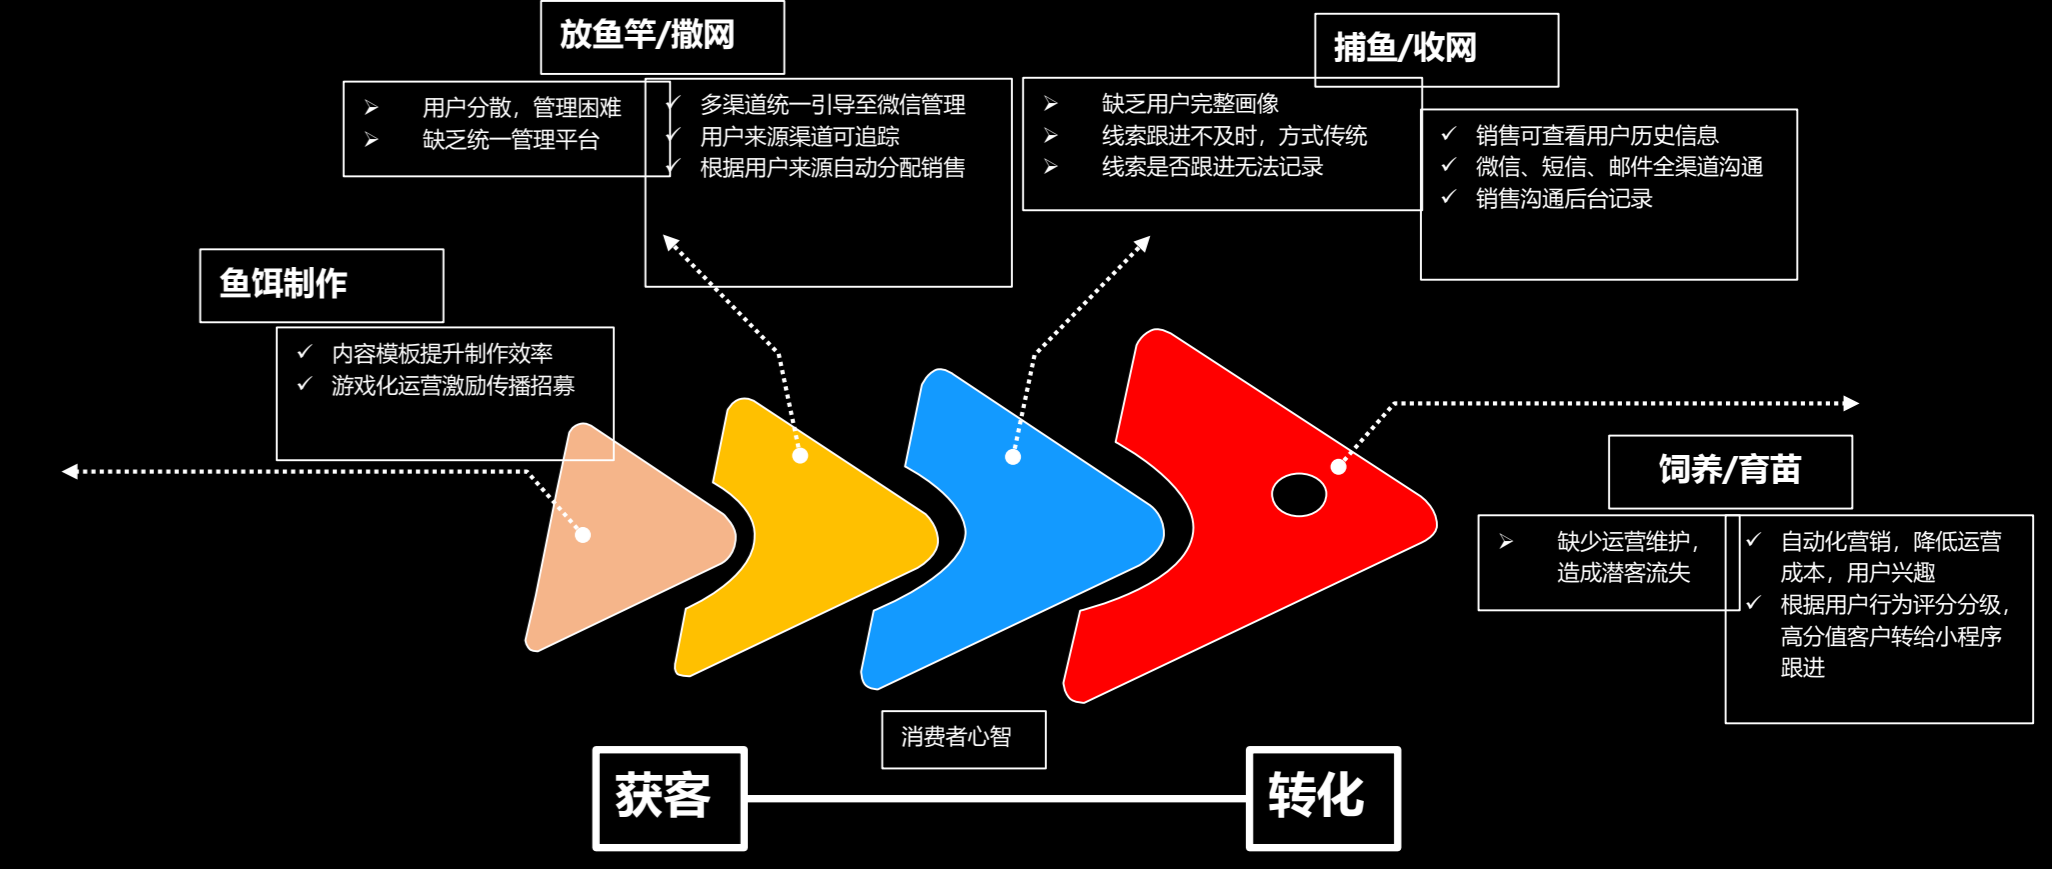 放鱼竿/撒网
用户分散，管理困难
缺乏统一管理平台
多渠道统一引导至微信管理
用户来源渠道可追踪
根据用户来源自动分配销售
捕鱼/收网
缺乏用户完整画像
线索跟进不及时，方式传统
线索是否跟进无法记录
销售可查看用户历史信息
微信、短信、邮件全渠道沟通
销售沟通后台记录
鱼饵制作
内容模板提升制作效率
游戏化运营激励传播招募
饲养/育苗
缺少运营维护，
造成潜客流失
自动化营销，降低运营
成本，用户兴趣
根据用户行为评分分级，
高分值客户转给小程序
跟进
消费者心智
获客
转化